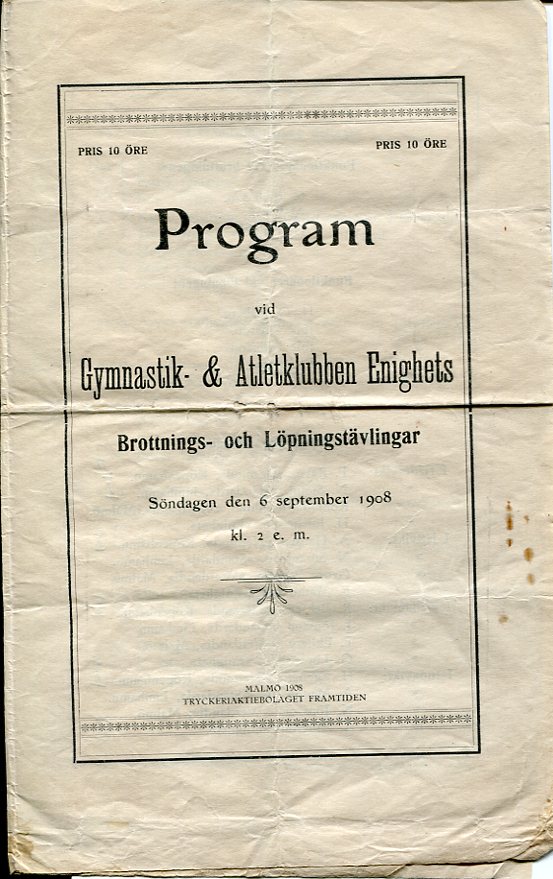 PRIS 10 ÖRE PRIS 10 ÖRE
Program
vid
Gymnastik- & Atletklubben Enighets
Brottnings- och Löpningstävlingar
Söndagen den 6 september 1908
kl. 2 e. m.
MALMÖ 1908
TRYCKERIAKTIEBOLAGET FRAMTIDEN